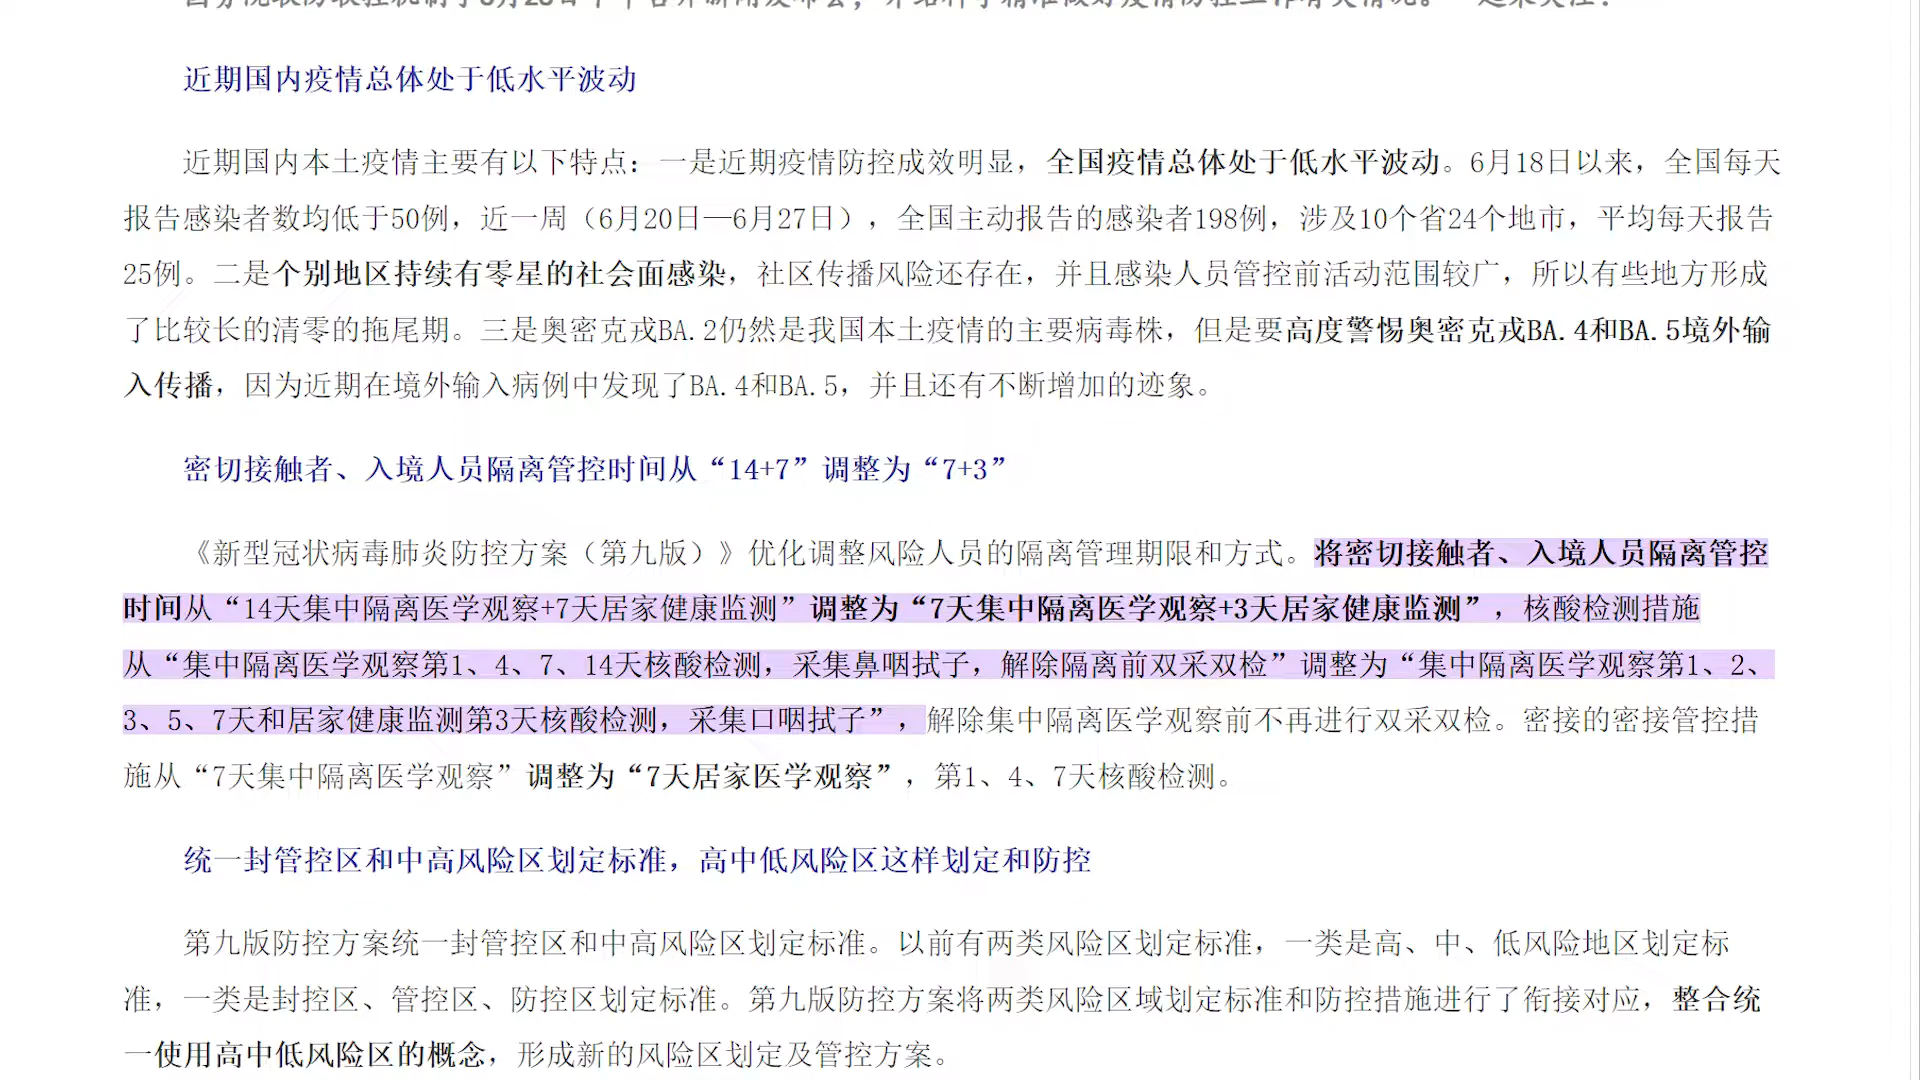 近期国内疫情总体处于低水平波动
近期国内本土疫情主要有以下特点：一是近期疫情防控成效明显，全国疫情总体处于低水平波动。6月18日以来，全国每天
报告感染者数均低于50例，近一周（6月20日—6月27日），全国主动报告的感染者198例，涉及10个省24个地市，平均每天报告
25例。二是个别地区持续有零星的社会面感染，社区传播风险还存在，并且感染人员管控前活动范围较广，所以有些地方形成
了比较长的清零的拖尾期。三是奥密克戎BA.2仍然是我国本土疫情的主要病毒株，但是要高度警惕奥密克戎BA.4和BA.5境外输
入传播，因为近期在境外输入病例中发现了BA.4和BA.5，并且还有不断增加的迹象。
密切接触者、入境人员隔离管控时间从“14+7”调整为“7+3”
《新型冠状病毒肺炎防控方案（第九版）》优化调整风险人员的隔离管理期限和方式。将密切接触者、入境人员隔离管控
时间从“14天集中隔离医学观察+7天居家健康监测”调整为“7天集中隔离医学观察+3天居家健康监测”，核酸检测措施
从“集中隔离医学观察第1、4、7、14天核酸检测，采集鼻咽拭子，解除隔离前双采双检”调整为“集中隔离医学观察第1、2、
3、5、7天和居家健康监测第3天核酸检测，采集口咽拭子”，解除集中隔离医学观察前不再进行双采双检。密接的密接管控措
施从“7天集中隔离医学观察”调整为“7天居家医学观察”，第1、4、7天核酸检测。
统一封管控区和中高风险区划定标准，高中低风险区这样划定和防控
第九版防控方案统一封管控区和中高风险区划定标准。以前有两类风险区划定标准，一类是高、中、低风险地区划定标
准，一类是封控区、管控区、防控区划定标准。第九版防控方案将两类风险区域划定标准和防控措施进行了衔接对应，整合统
一使用高中低风险区的概念，形成新的风险区划定及管控方案。